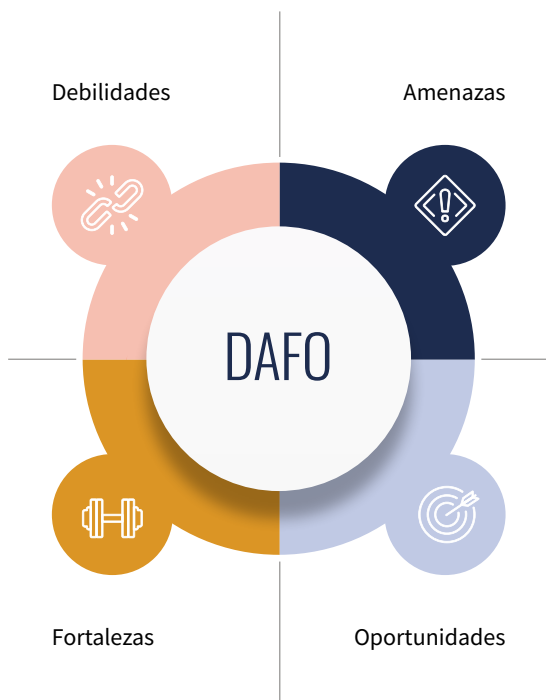 Debilidades
Amenazas
DAFO
Fortalezas
Oportunidades